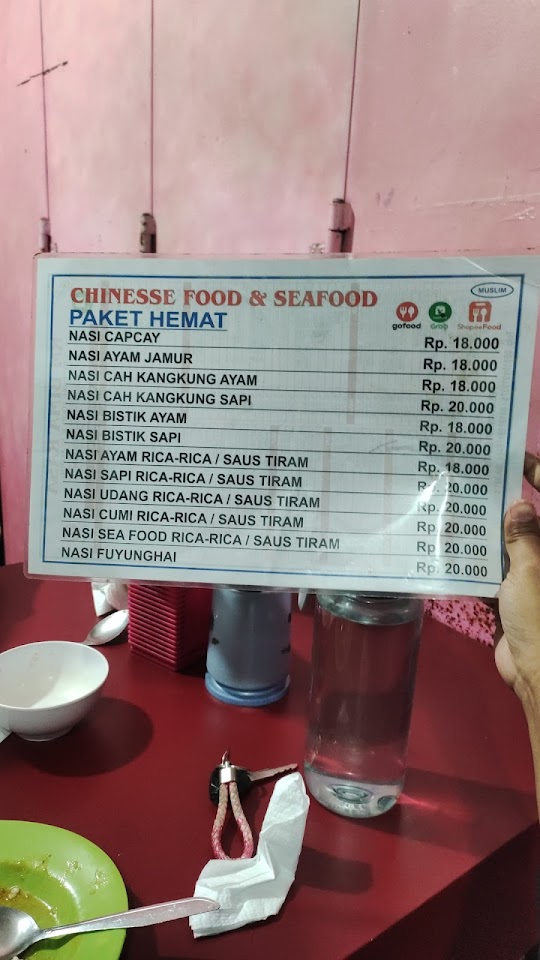 CHINESSE FOOD & SEAFOOD
MUSLIM
PAKET HEMAT
gofood Grab ShopeeFood
NASI CAPCAY Rp. 18.000
NASI AYAM JAMUR Rp. 18.000
NASI CAH KANGKUNG AYAM Rp. 18.000
NASI CAH KANGKUNG SAPI Rp. 20.000
NASI BISTIK AYAM Rp. 18.000
NASI BISTIK SAPI Rp. 20.000
NASI AYAM RICA-RICA / SAUS TIRAM Rp. 18.000
NASI SAPI RICA-RICA / SAUS TIRAM Rp. 20.000
NASI UDANG RICA-RICA / SAUS TIRAM Rp. 20.000
NASI CUMI RICA-RICA / SAUS TIRAM Rp. 20.000
NASI SEA FOOD RICA-RICA / SAUS TIRAM Rp. 20.000
NASI FUYUNGHAI Rp. 20.000